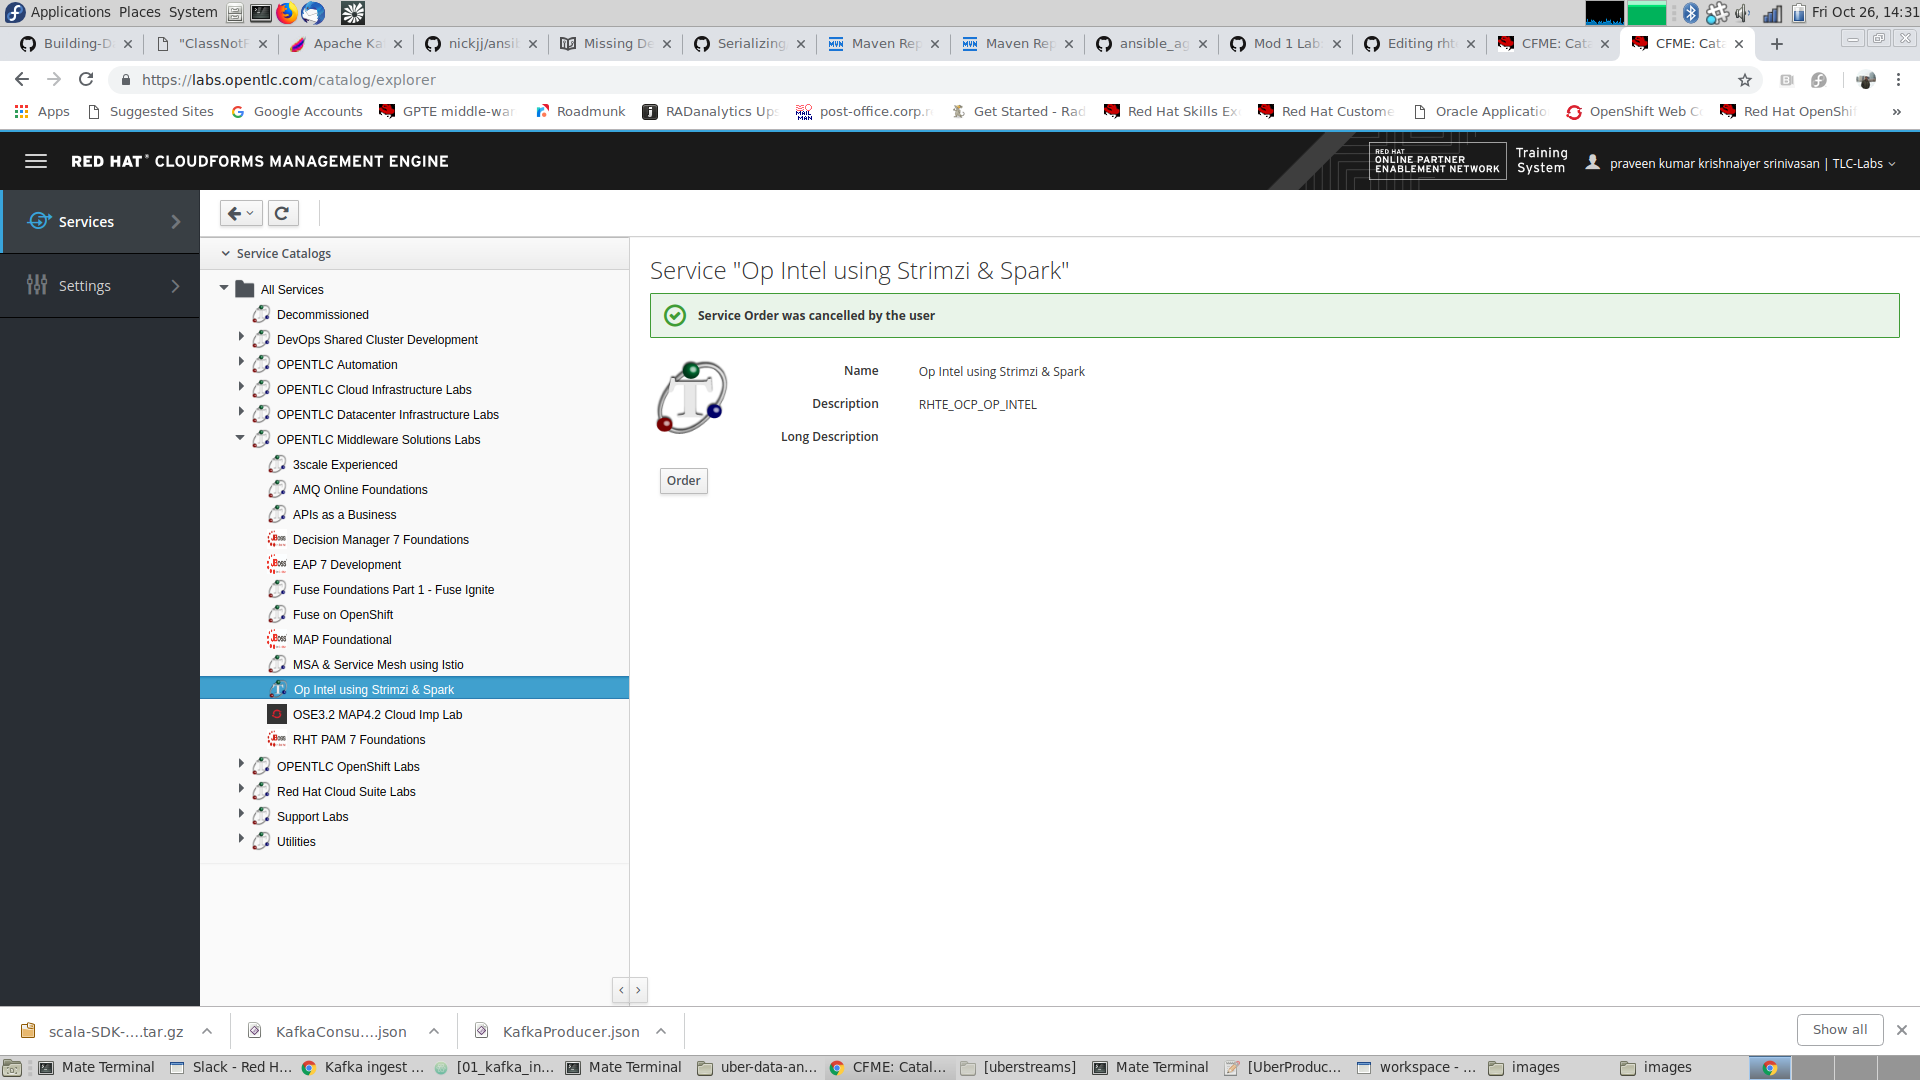 Applications Places System
Fri Oct 26, 14:31
Building-D
"ClassNotF
Apache Ka
nickjj/ansi
Missing De
Serializing
Maven Rep
Maven Rep
ansible_ag
Mod 1 Lab
Editing rht
CFME: Cata
CFME: Cata
https://labs.opentlc.com/catalog/explorer
Apps
Suggested Sites
Google Accounts
GPTE middle-war
Roadmunk
RADanalytics Ups
post-office.corp.r
Get Started - Rad
Red Hat Skills Ex
Red Hat Custome
Oracle Applicatio
OpenShift Web C
Red Hat OpenShif
»
RED HAT® CLOUDFORMS MANAGEMENT ENGINE
RED HAT
ONLINE PARTNER
ENABLEMENT NETWORK
Training
System
praveen kumar krishnaiyer srinivasan | TLC-Labs
Services
Settings
Service Catalogs
All Services
Decommissioned
DevOps Shared Cluster Development
OPENTLC Automation
OPENTLC Cloud Infrastructure Labs
OPENTLC Datacenter Infrastructure Labs
OPENTLC Middleware Solutions Labs
3scale Experienced
AMQ Online Foundations
APIs as a Business
Decision Manager 7 Foundations
EAP 7 Development
Fuse Foundations Part 1 - Fuse Ignite
Fuse on OpenShift
MAP Foundational
MSA & Service Mesh using Istio
Op Intel using Strimzi & Spark
OSE3.2 MAP4.2 Cloud Imp Lab
RHT PAM 7 Foundations
OPENTLC OpenShift Labs
Red Hat Cloud Suite Labs
Support Labs
Utilities
Service "Op Intel using Strimzi & Spark"
Service Order was cancelled by the user
T
Name Op Intel using Strimzi & Spark
Description RHTE_OCP_OP_INTEL
Long Description
Order
scala-SDK-....tar.gz
KafkaConsu....json
KafkaProducer.json
Show all
Mate Terminal
Slack - Red H...
Kafka ingest ...
[01_kafka_in...
Mate Terminal
uber-data-an...
CFME: Catal...
[uberstreams]
Mate Terminal
[UberProduc...
workspace - ...
images
images